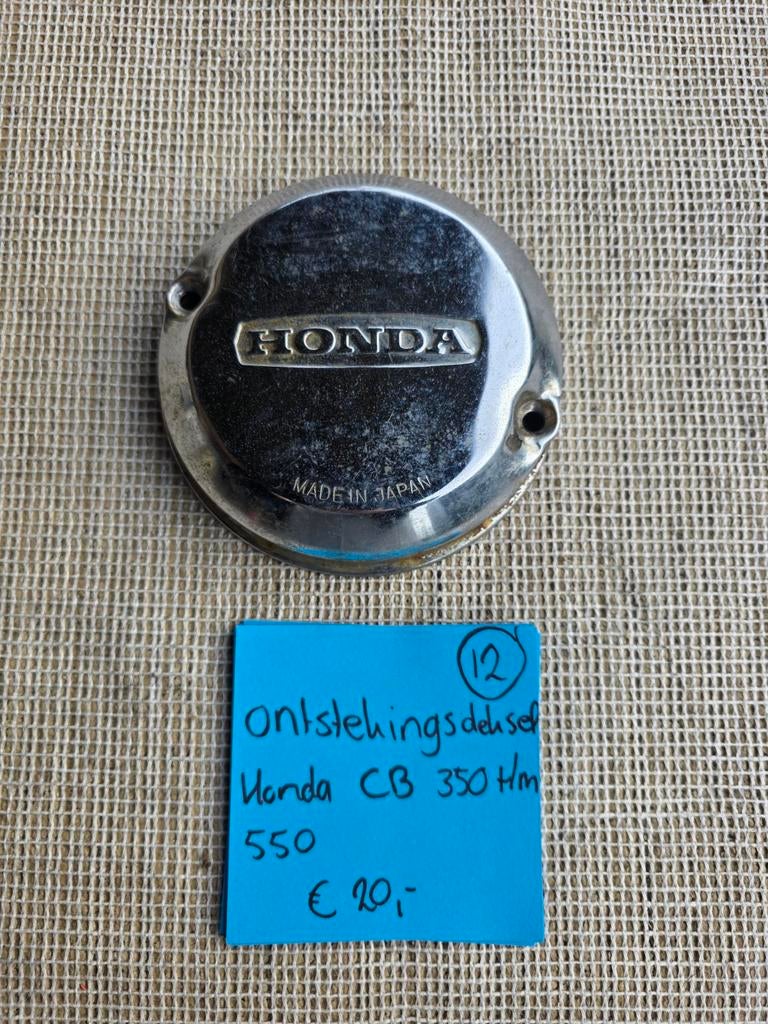 HONDA
MADE IN JAPAN
12
Ontstekingsdeksel
Honda CB 350 t/m
550
€ 20,-